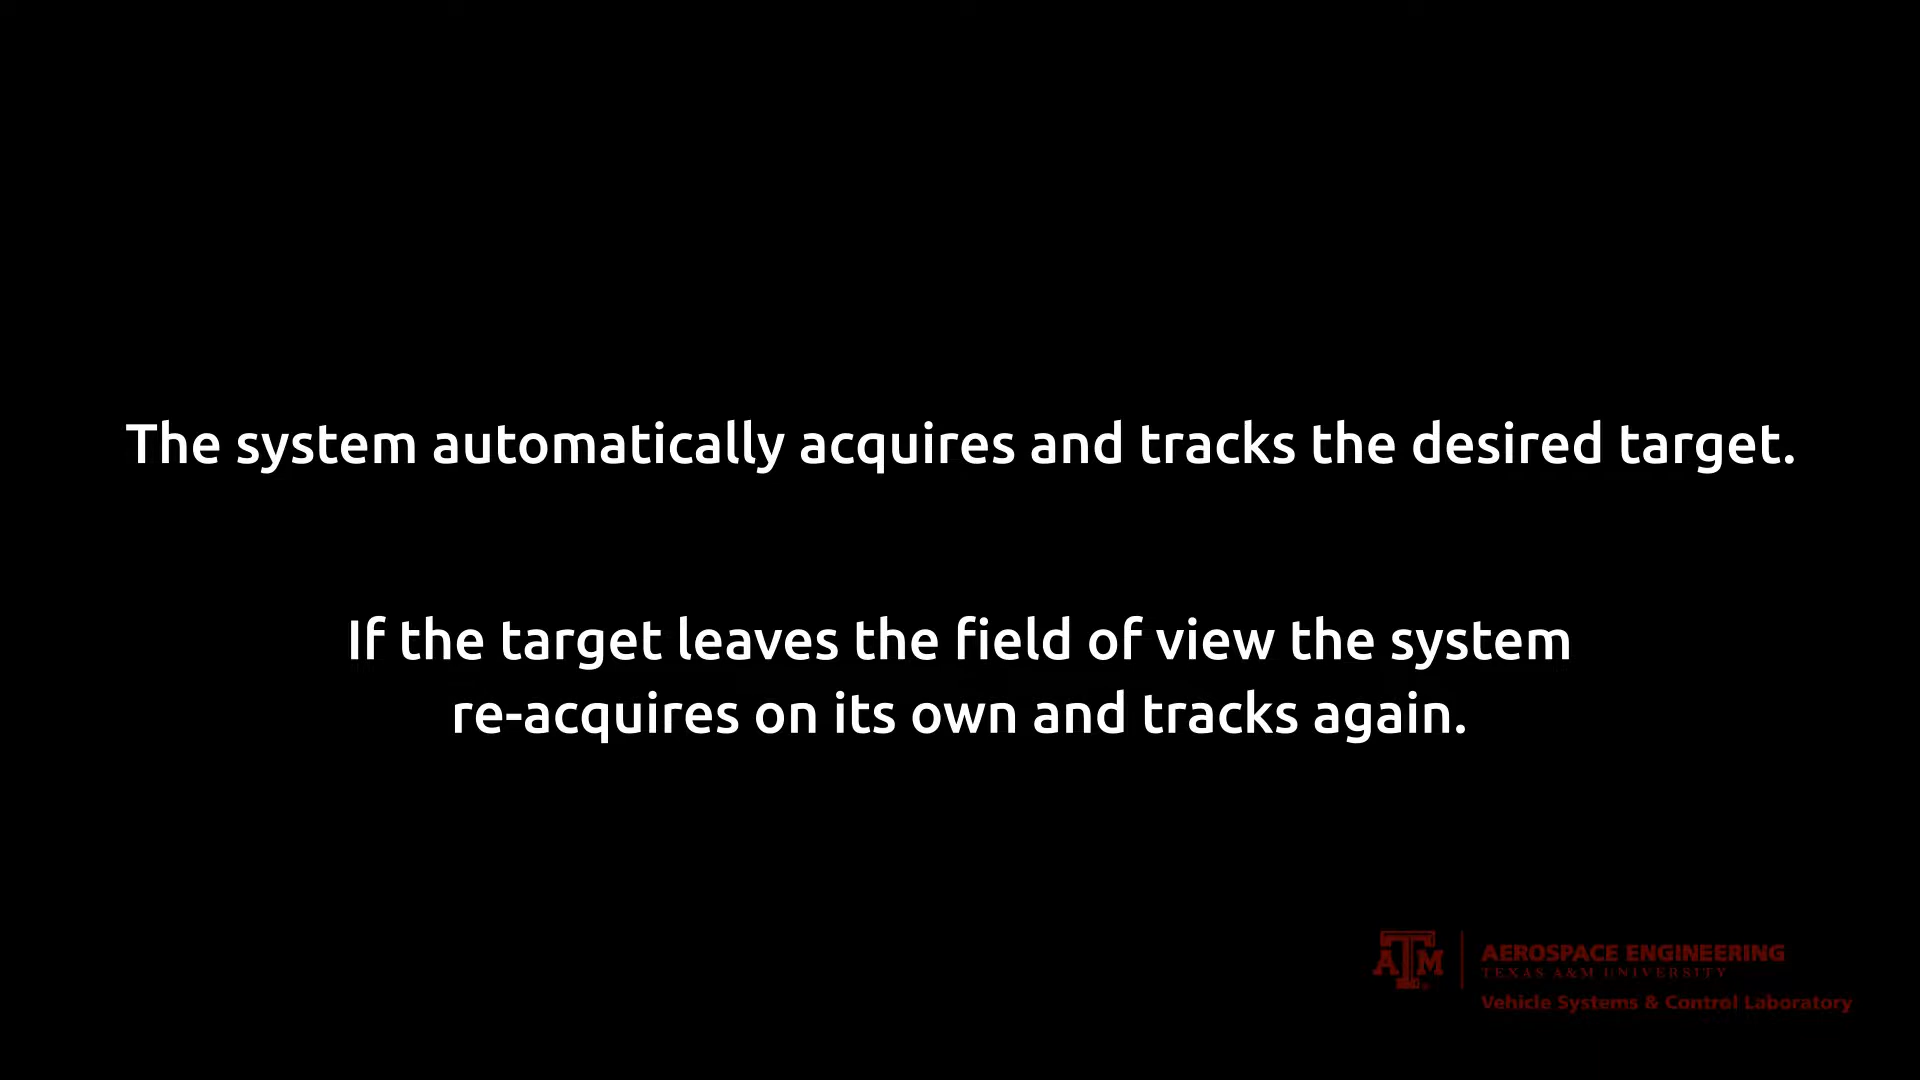 The system automatically acquires and tracks the desired target.
If the target leaves the field of view the system
re-acquires on its own and tracks again.
ATM
AEROSPACE ENGINEERING
TEXAS A&M UNIVERSITY
Vehicle Systems & Control Laboratory